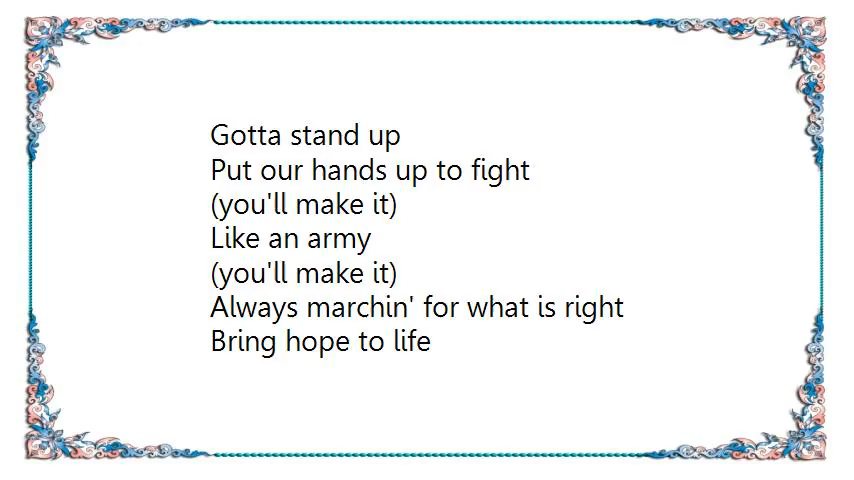 Gotta stand up
Put our hands up to fight
(you'll make it)
Like an army
(you'll make it)
Always marchin' for what is right
Bring hope to life